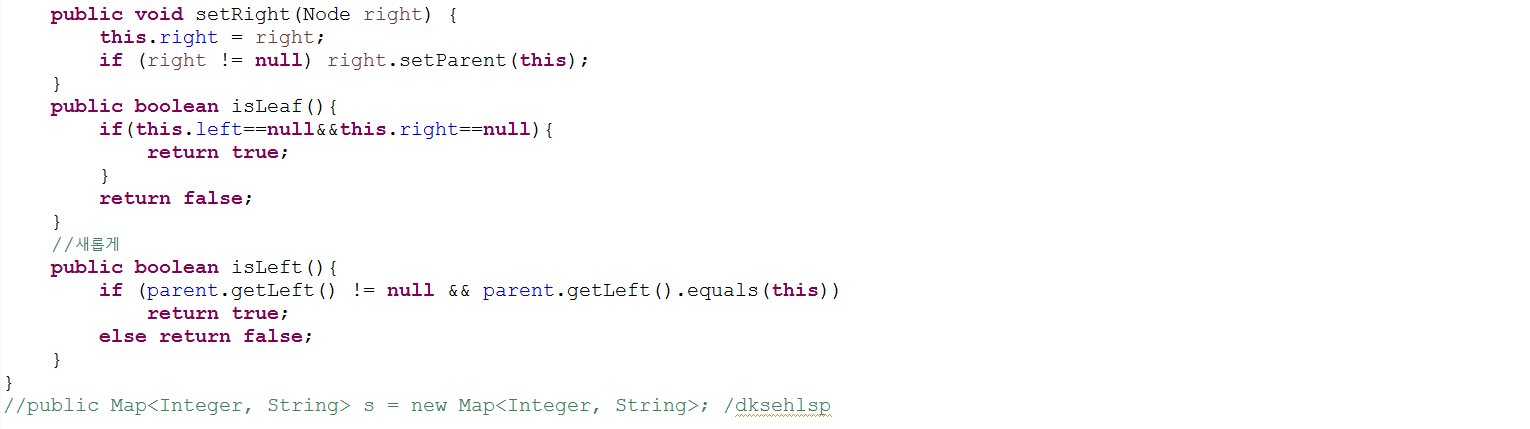 public void setRight(Node right) {
this.right = right;
if (right != null) right.setParent(this);
}
public boolean isLeaf(){
if(this.left==null&&this.right==null){
return true;
}
return false;
}
//새롭게
public boolean isLeft(){
if (parent.getLeft() != null && parent.getLeft().equals(this))
return true;
else return false;
}
}
//public Map<Integer, String> s = new Map<Integer, String>; /dksehlsp